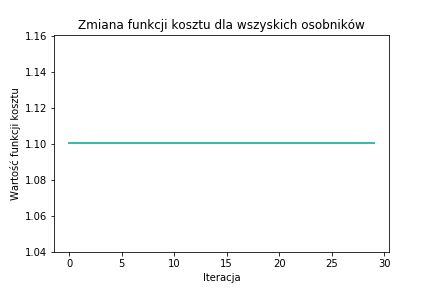 Zmiana funkcji kosztu dla wszyskich osobników
Wartość funkcji kosztu
1.16
1.14
1.12
1.10
1.08
1.06
1.04
0 5 10 15 20 25 30
Iteracja